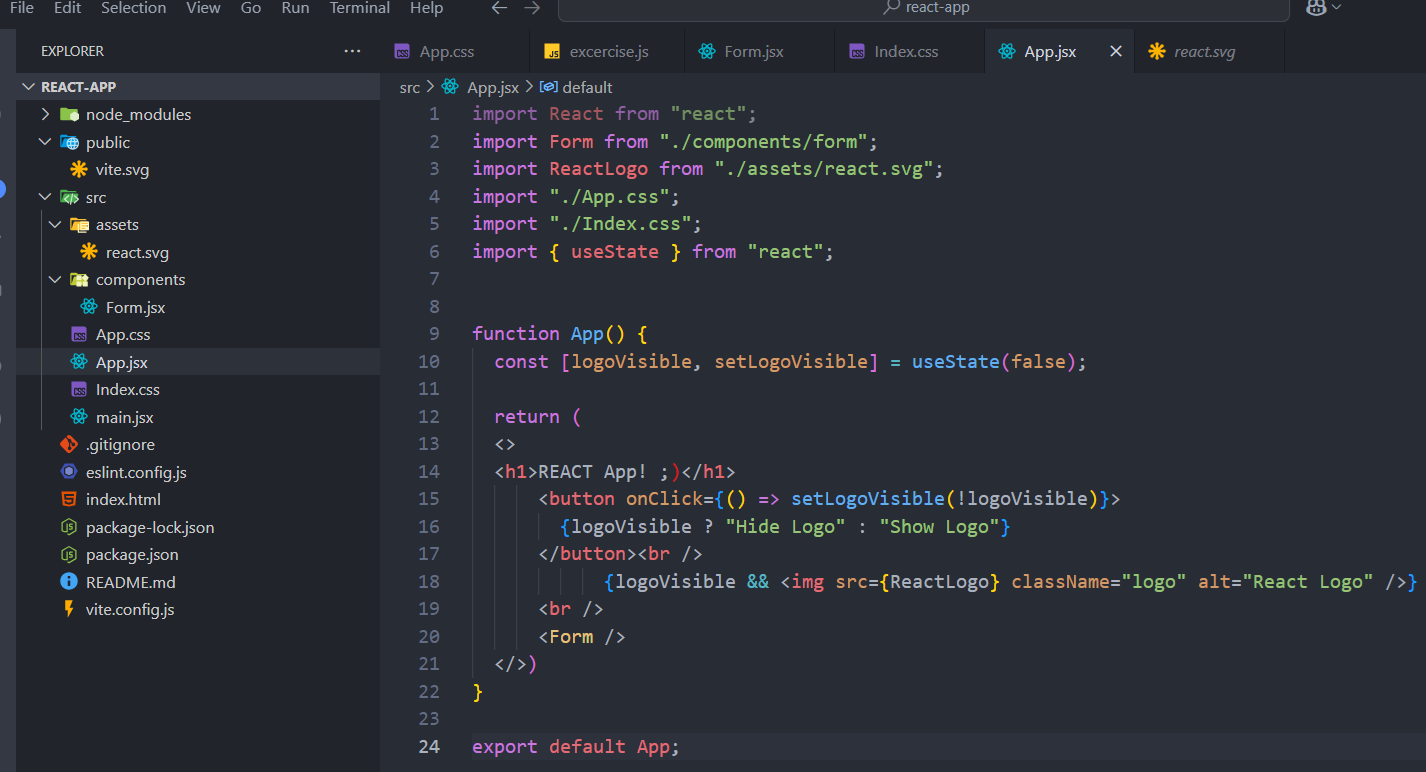 File Edit Selection View Go Run Terminal Help react-app
EXPLORER ...
App.css excercise.js Form.jsx Index.css App.jsx react.svg
REACT-APP
node_modules
public
vite.svg
src
assets
react.svg
components
Form.jsx
App.css
App.jsx
Index.css
main.jsx
.gitignore
eslint.config.js
index.html
package-lock.json
package.json
README.md
vite.config.js
src > App.jsx > default
1 import React from "react";
2 import Form from "./components/form";
3 import ReactLogo from "./assets/react.svg";
4 import "./App.css";
5 import "./Index.css";
6 import { useState } from "react";
7
8
9 function App() {
10 const [logoVisible, setLogoVisible] = useState(false);
11
12 return (
13 <>
14 <h1>REACT App! ;)</h1>
15 <button onClick={() => setLogoVisible(!logoVisible)}>
16 {logoVisible ? "Hide Logo" : "Show Logo"}
17 </button><br />
18 {logoVisible && <img src={ReactLogo} className="logo" alt="React Logo" />}
19 <br />
20 <Form />
21 </>)
22 }
23
24 export default App;